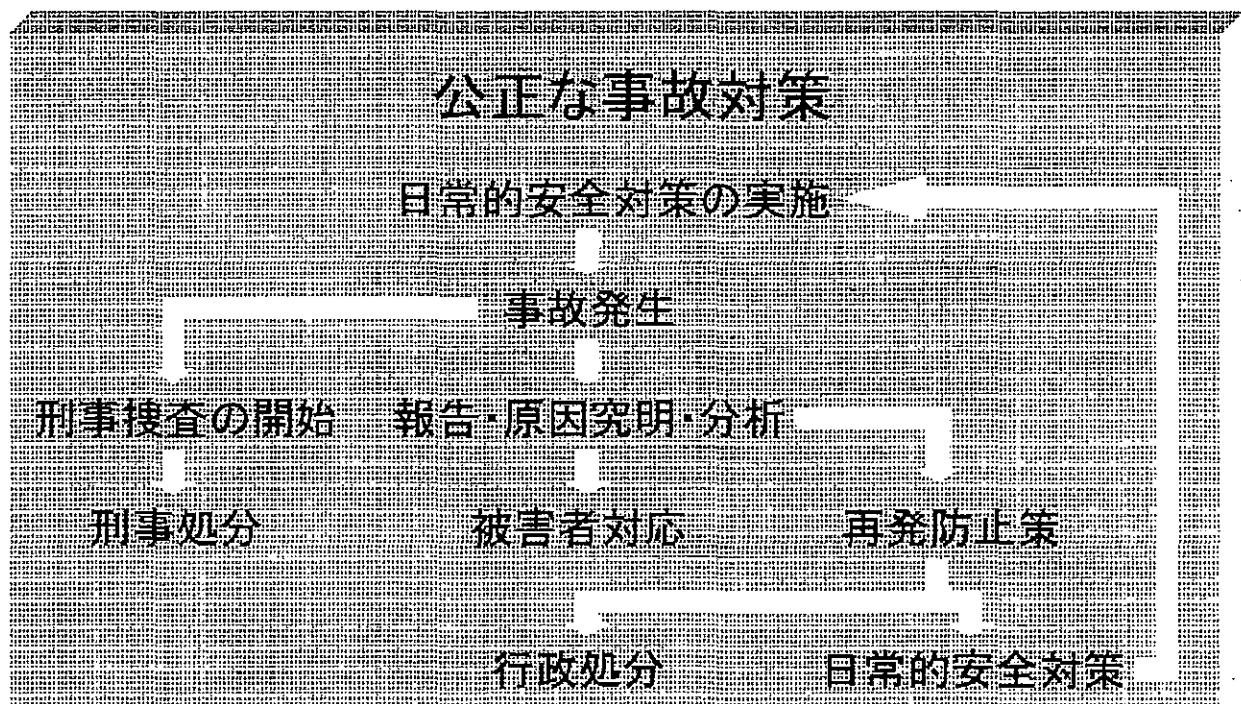 公正な事故対策
日常的安全対策の実施
事故発生
刑事捜査の開始
報告・原因究明・分析
刑事処分
被害者対応
再発防止策
行政処分
日常的安全対策